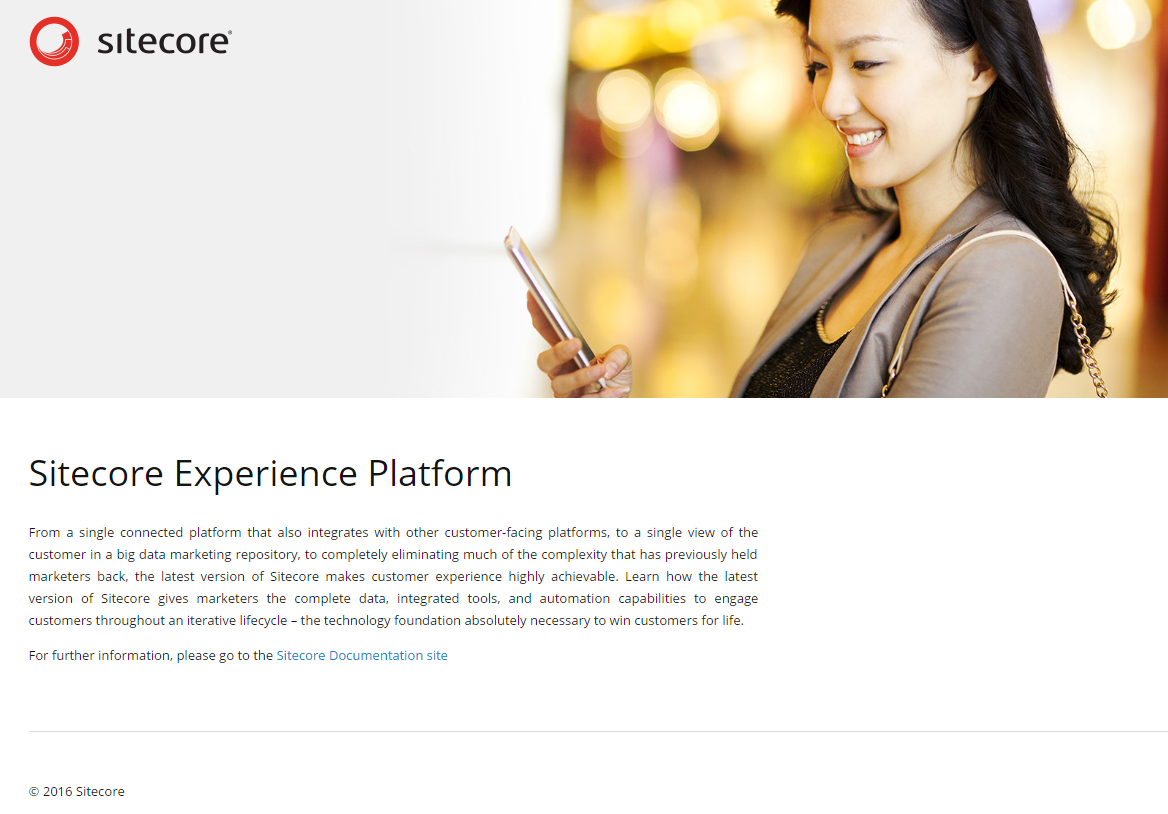 sitecore®
Sitecore Experience Platform
From a single connected platform that also integrates with other customer-facing platforms, to a single view of the
customer in a big data marketing repository, to completely eliminating much of the complexity that has previously held
marketers back, the latest version of Sitecore makes customer experience highly achievable. Learn how the latest
version of Sitecore gives marketers the complete data, integrated tools, and automation capabilities to engage
customers throughout an iterative lifecycle – the technology foundation absolutely necessary to win customers for life.
For further information, please go to the Sitecore Documentation site
© 2016 Sitecore